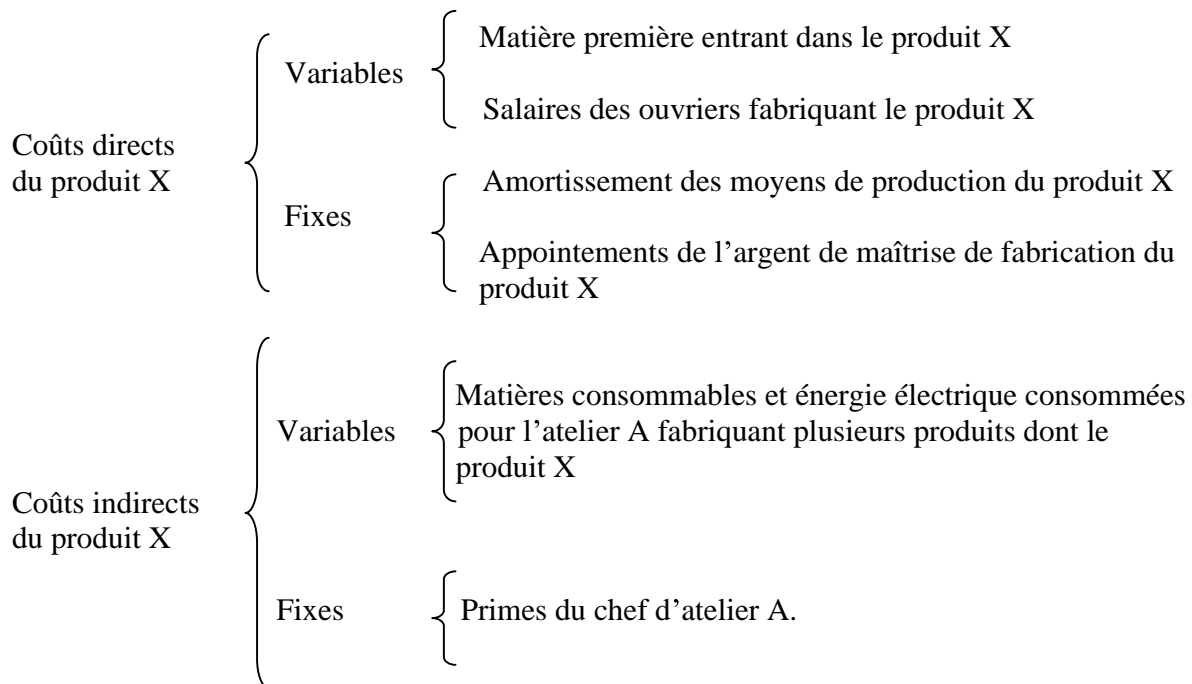 Matière première entrant dans le produit X
Variables
Salaires des ouvriers fabriquant le produit X
Coûts directs
du produit X
Amortissement des moyens de production du produit X
Fixes
Appointements de l’argent de maîtrise de fabrication du
produit X
Matières consommables et énergie électrique consommées
Variables
pour l’atelier A fabriquant plusieurs produits dont le
produit X
Coûts indirects
du produit X
Fixes
Primes du chef d’atelier A.